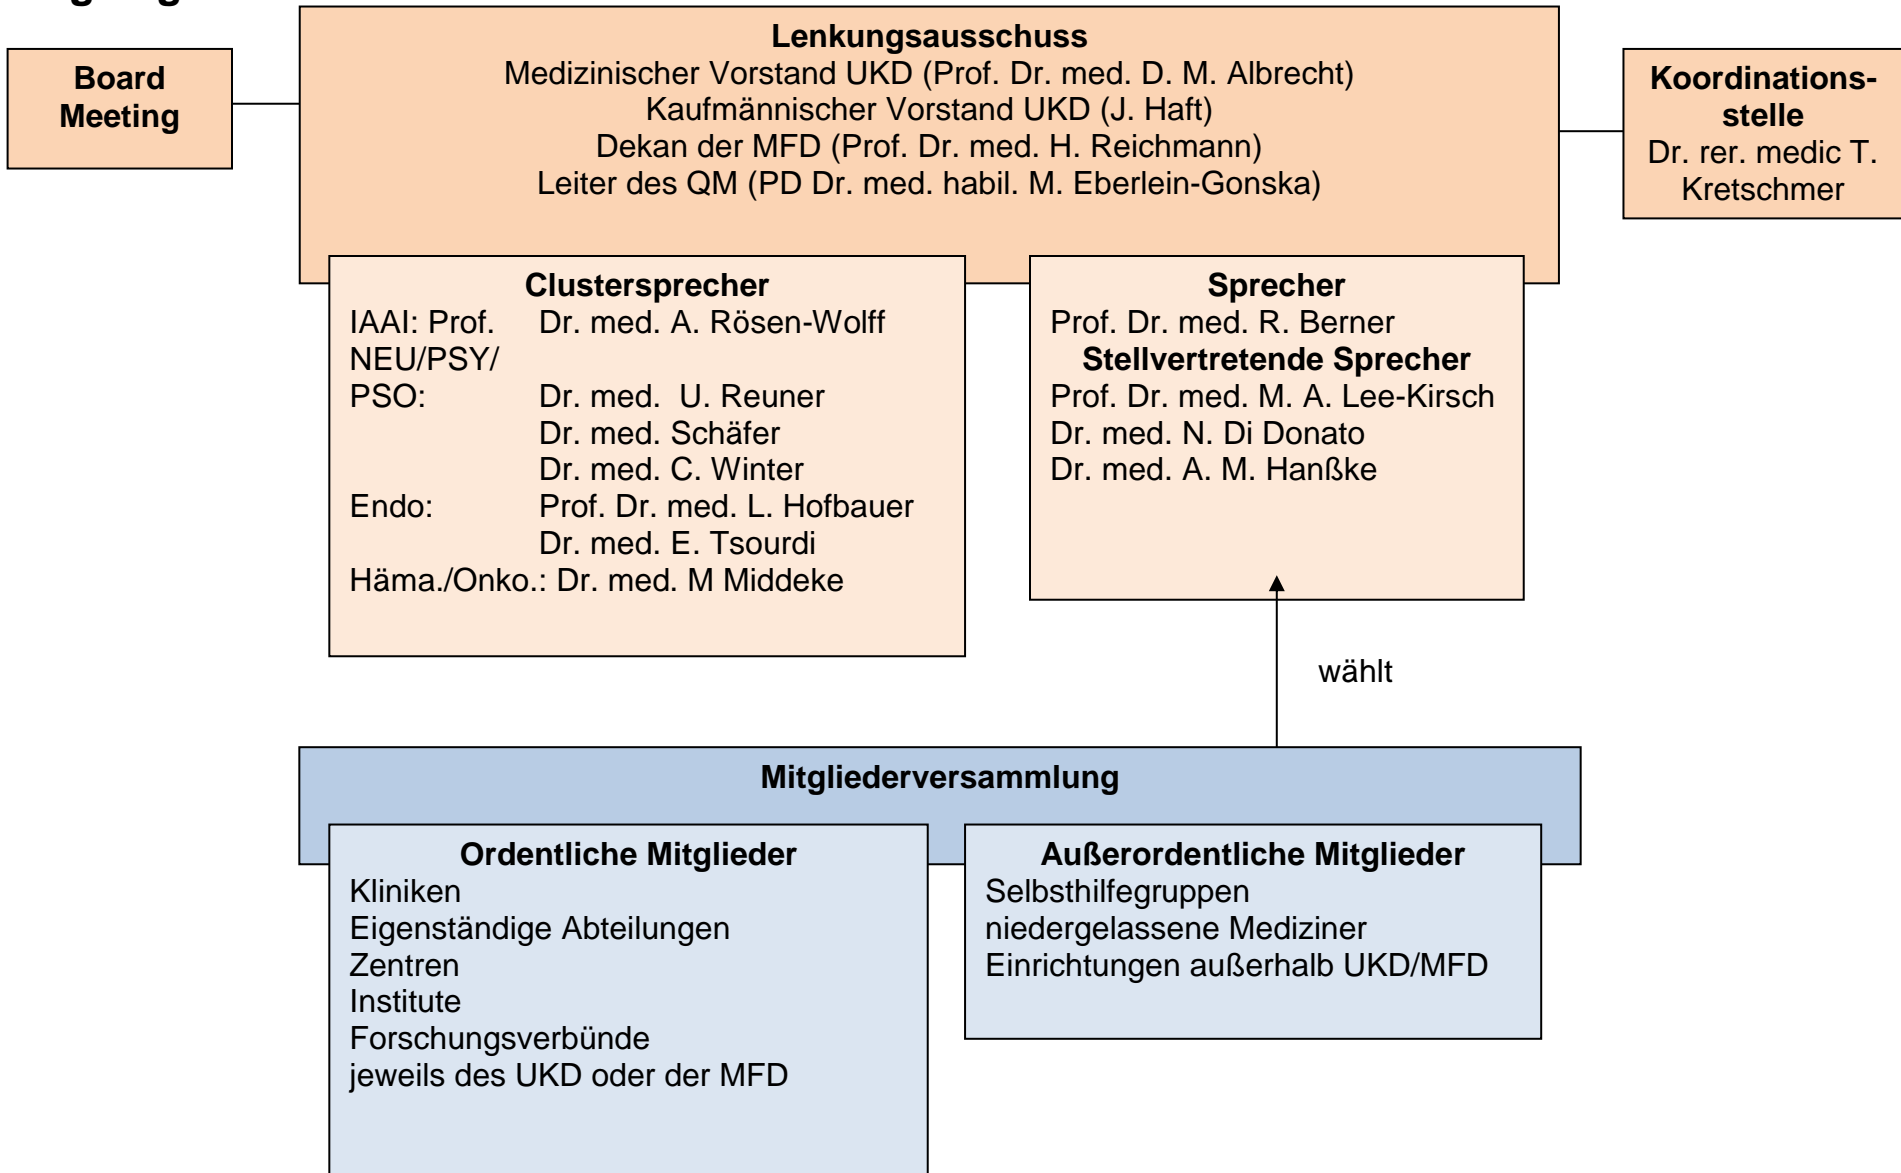 Board
Meeting
Lenkungsausschuss
Medizinischer Vorstand UKD (Prof. Dr. med. D. M. Albrecht)
Kaufmännischer Vorstand UKD (J. Haft)
Dekan der MFD (Prof. Dr. med. H. Reichmann)
Leiter des QM (PD Dr. med. habil. M. Eberlein-Gonska)
Koordinations-
stelle
Dr. rer. medic T.
Kretschmer
Clustersprecher
IAAI: Prof. Dr. med. A. Rösen-Wolff
NEU/PSY/
PSO: Dr. med. U. Reuner
Dr. med. Schäfer
Dr. med. C. Winter
Endo: Prof. Dr. med. L. Hofbauer
Dr. med. E. Tsourdi
Häma./Onko.: Dr. med. M Middeke
Sprecher
Prof. Dr. med. R. Berner
Stellvertretende Sprecher
Prof. Dr. med. M. A. Lee-Kirsch
Dr. med. N. Di Donato
Dr. med. A. M. Hanßke
wählt
Mitgliederversammlung
Ordentliche Mitglieder
Kliniken
Eigenständige Abteilungen
Zentren
Institute
Forschungsverbünde
jeweils des UKD oder der MFD
Außerordentliche Mitglieder
Selbsthilfegruppen
niedergelassene Mediziner
Einrichtungen außerhalb UKD/MFD